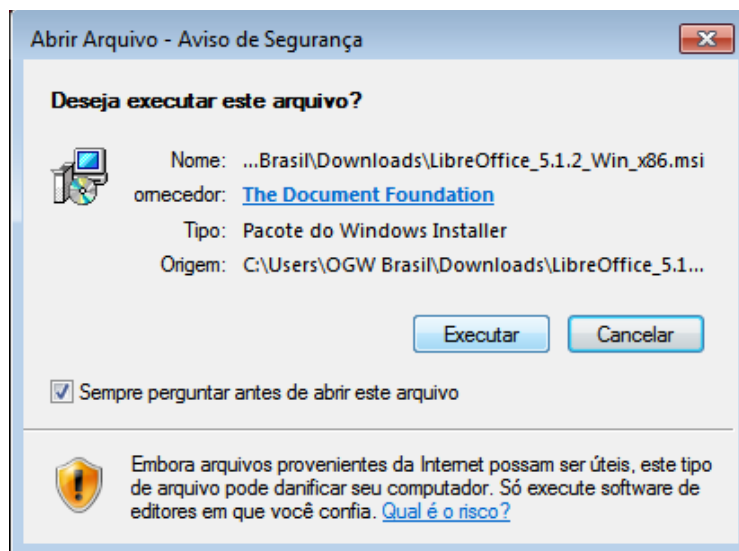 Abrir Arquivo - Aviso de Segurança
Deseja executar este arquivo?
Nome: ...Brasil\Downloads\LibreOffice_5.1.2_Win_x86.msi
omecedor: The Document Foundation
Tipo: Pacote do Windows Installer
Origem: C:\Users\OGW Brasil\Downloads\LibreOffice_5.1...
Executar Cancelar
Sempre perguntar antes de abrir este arquivo
Embora arquivos provenientes da Internet possam ser úteis, este tipo
de arquivo pode danificar seu computador. Só execute software de
editores em que você confia. Qual é o risco?